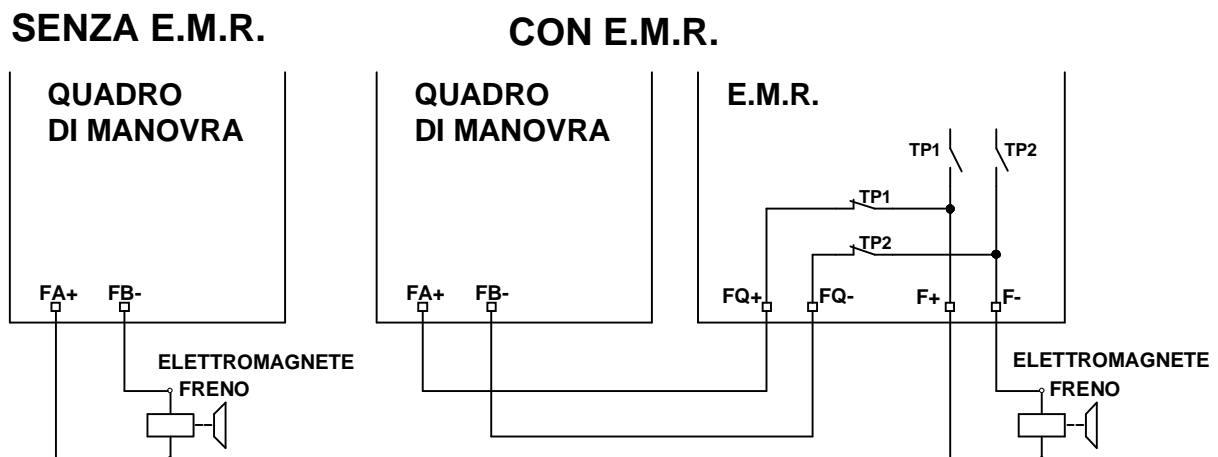 SENZA E.M.R.
CON E.M.R.
QUADRO
DI MANOVRA
QUADRO
DI MANOVRA
E.M.R.
TP1
TP2
TP1
TP2
FA+
FB-
FA+
FB-
FQ+
FQ-
F+
F-
ELETTROMAGNETE
FRENO
ELETTROMAGNETE
FRENO